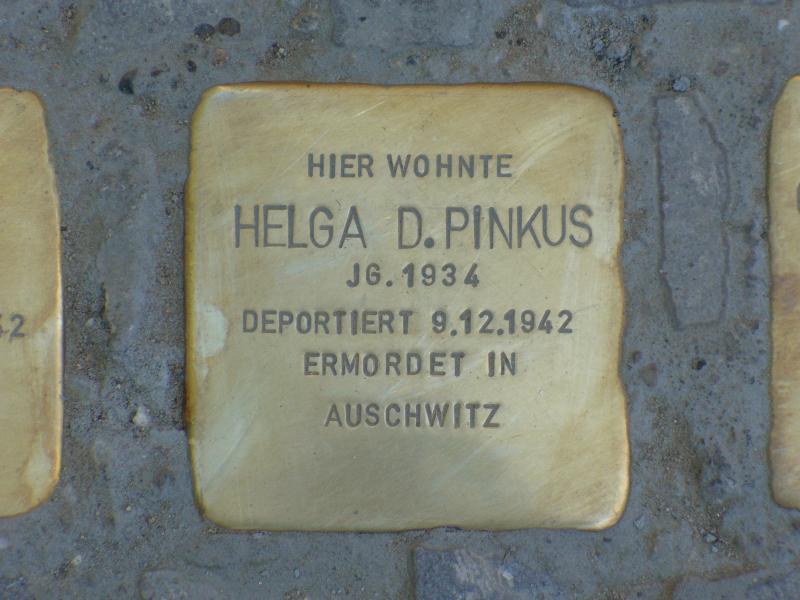 HIER WOHNTE
HELGA D. PINKUS
JG. 1934
DEPORTIERT 9.12.1942
ERMORDET IN
AUSCHWITZ